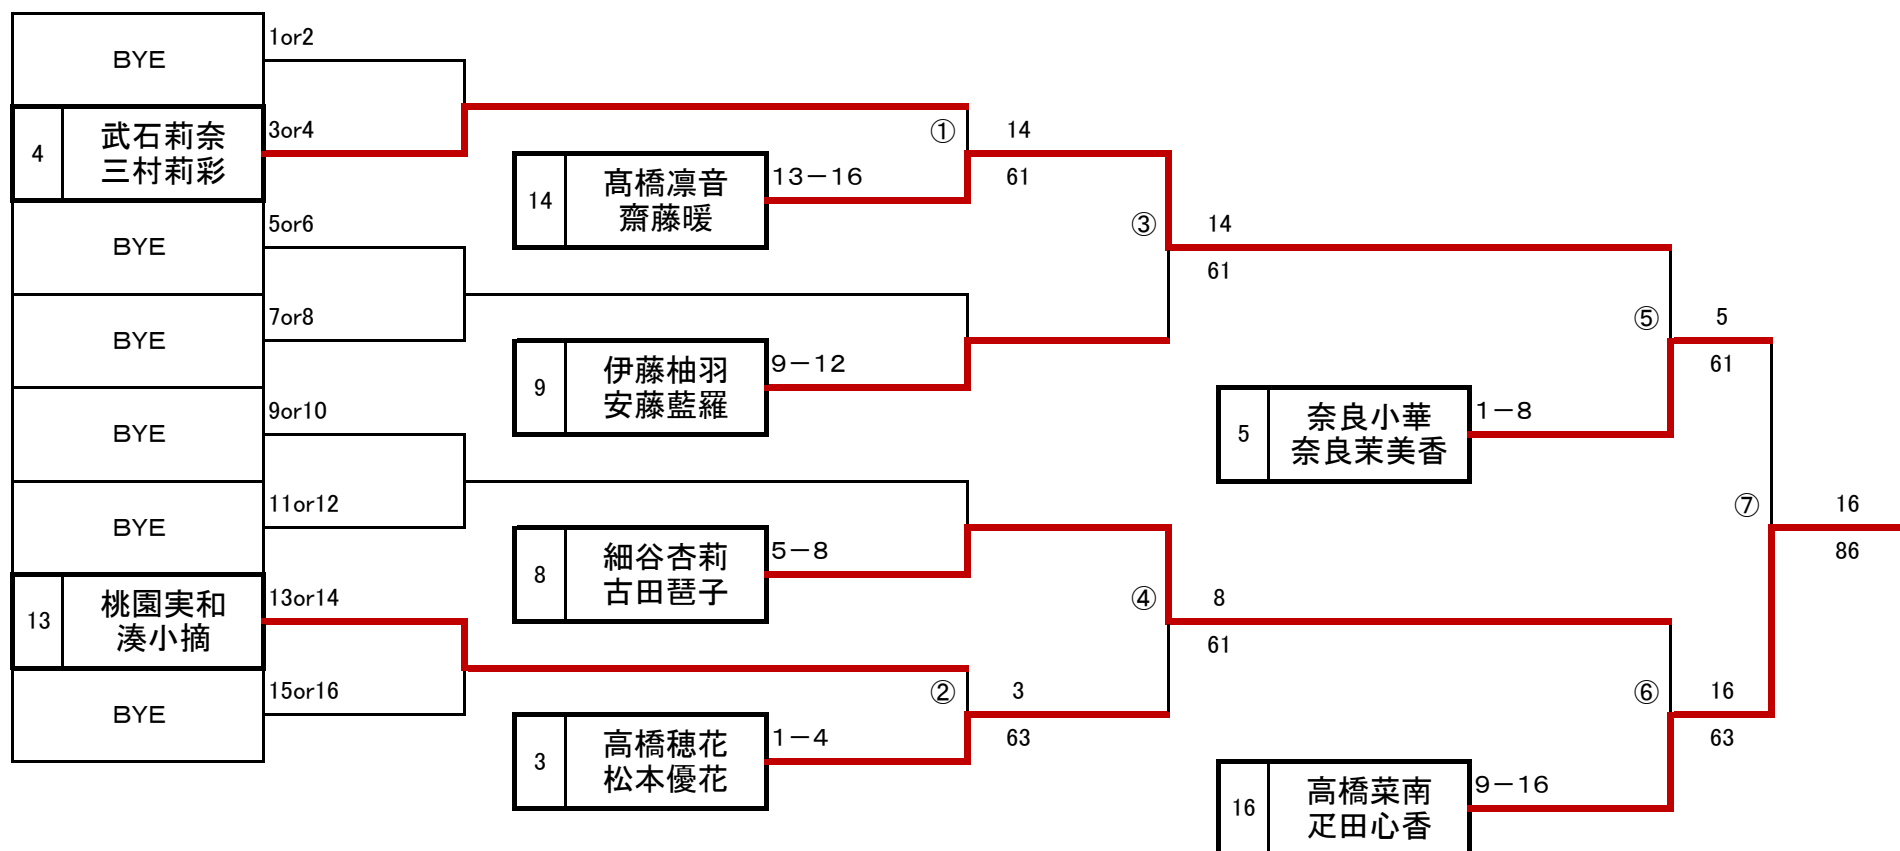 BYE
1or2
4
武石莉奈
三村莉彩
3or4
BYE
5or6
BYE
7or8
BYE
9or10
BYE
11or12
13
桃園実和
湊小摘
13or14
BYE
15or16
14
髙橋凛音
齋藤暖
13－16
9
伊藤柚羽
安藤藍羅
9－12
8
細谷杏莉
古田琶子
5－8
3
高橋穂花
松本優花
1－4
①
14
61
②
3
63
③
14
61
④
8
61
5
奈良小華
奈良茉美香
1－8
16
高橋菜南
疋田心香
9－16
⑤
5
61
⑥
16
63
⑦
16
86